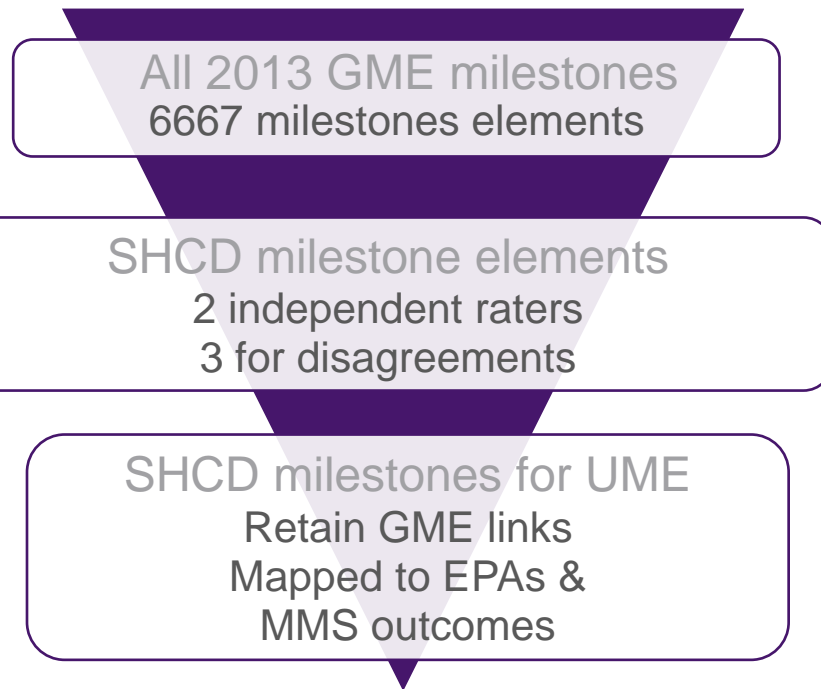 All 2013 GME milestones
6667 milestones elements
SHCD milestone elements
2 independent raters
3 for disagreements
SHCD milestones for UME
Retain GME links
Mapped to EPAs &
MMS outcomes